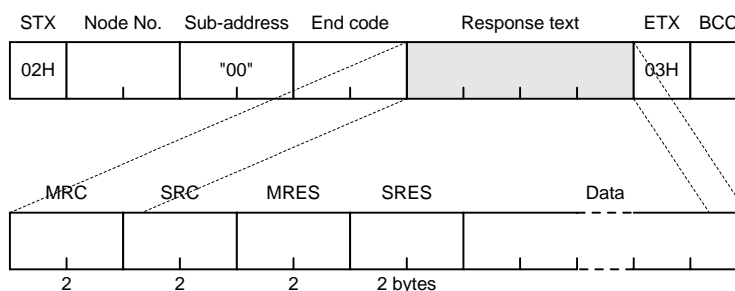 STX Node No. Sub-address End code Response text ETX BCC
02H "00" 03H
MRC SRC MRES SRES Data
2 2 2 2 bytes